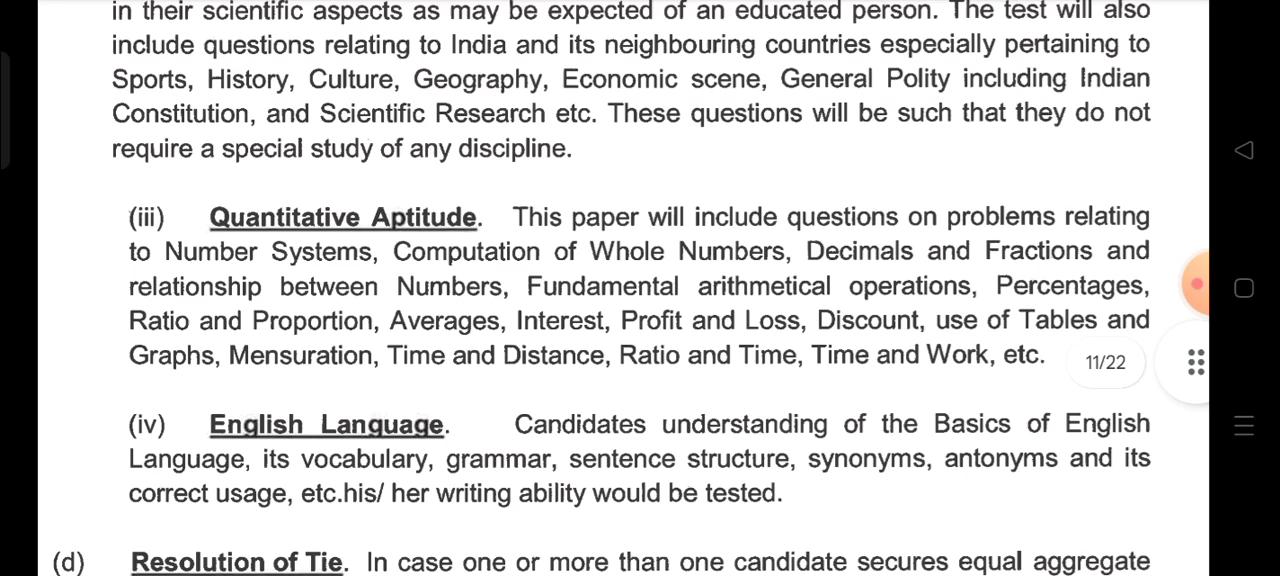 in their scientific aspects as may be expected of an educated person. The test will also
include questions relating to India and its neighbouring countries especially pertaining to
Sports, History, Culture, Geography, Economic scene, General Polity including Indian
Constitution, and Scientific Research etc. These questions will be such that they do not
require a special study of any discipline.
(iii) Quantitative Aptitude. This paper will include questions on problems relating
to Number Systems, Computation of Whole Numbers, Decimals and Fractions and
relationship between Numbers, Fundamental arithmetical operations, Percentages,
Ratio and Proportion, Averages, Interest, Profit and Loss, Discount, use of Tables and
Graphs, Mensuration, Time and Distance, Ratio and Time, Time and Work, etc.
11/22
(iv) English Language. Candidates understanding of the Basics of English
Language, its vocabulary, grammar, sentence structure, synonyms, antonyms and its
correct usage, etc.his/ her writing ability would be tested.
(d) Resolution of Tie. In case one or more than one candidate secures equal aggregate